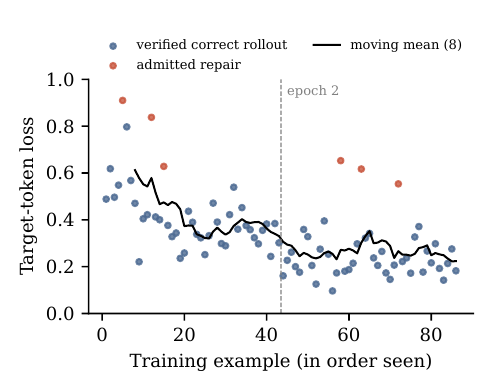 verified correct rollout
moving mean (8)
admitted repair
epoch 2
1.0
0.8
0.6
0.4
0.2
0.0
Target-token loss
0
20
40
60
80
Training example (in order seen)